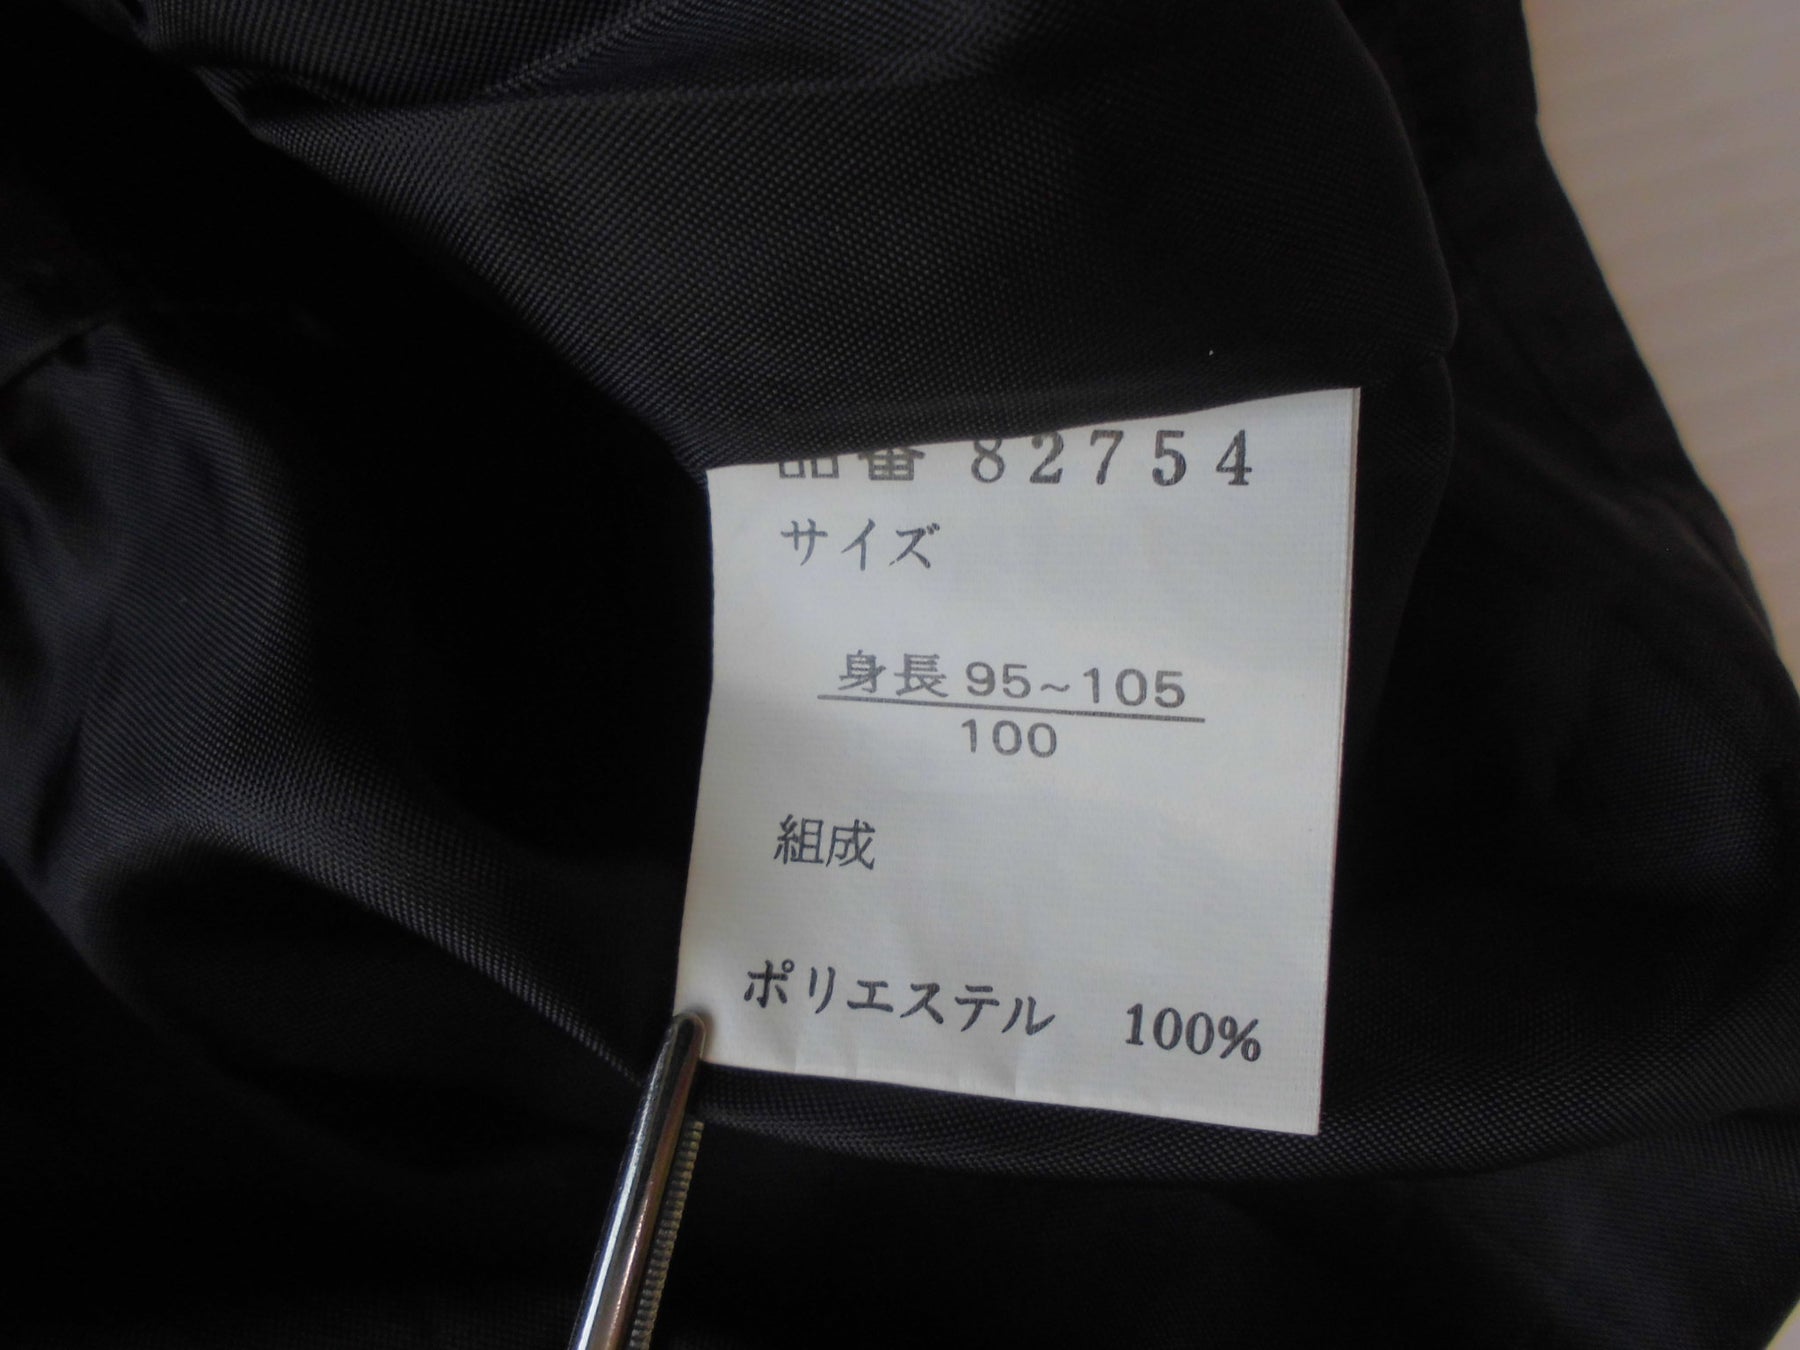 品番 82754
サイズ
身長 95~105
100
組成
ポリエステル 100%